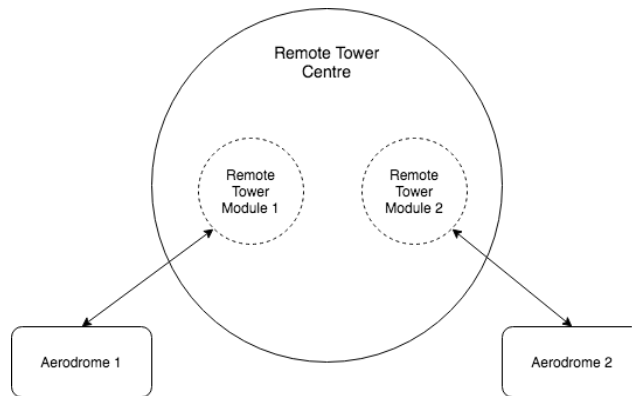 Remote Tower
Centre
Remote
Tower
Module 1
Remote
Tower
Module 2
Aerodrome 1
Aerodrome 2